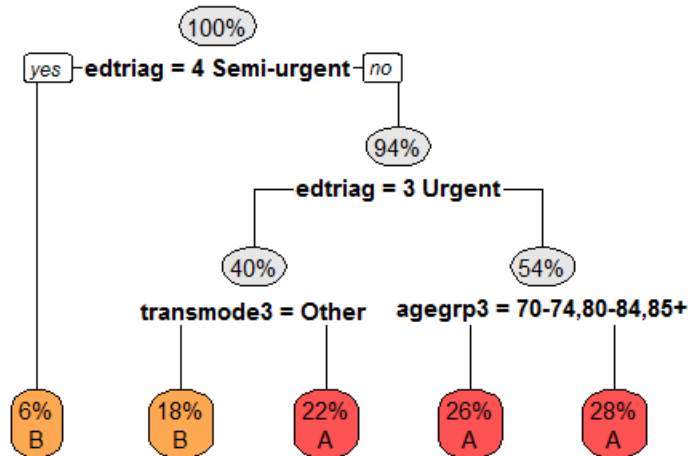 100%
yes edtriag = 4 Semi-urgent no
94%
edtriag = 3 Urgent
40% 54%
transmode3 = Other agegrp3 = 70-74,80-84,85+
6% 18% 22% 26% 28%
B B A A A